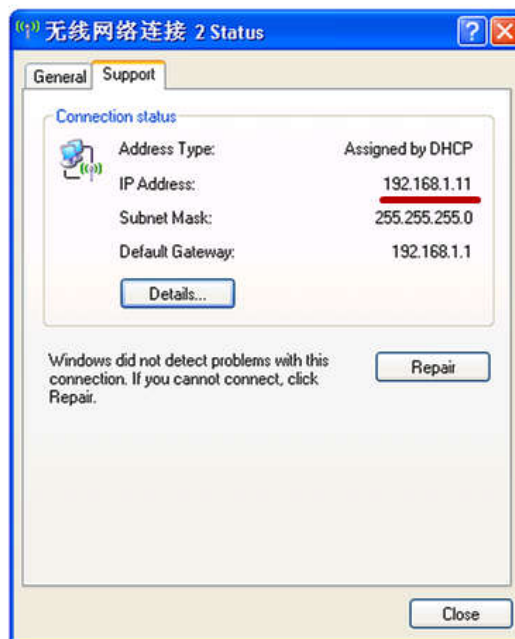 无线网络连接 2 Status
General
Support
Connection status
Address Type: Assigned by DHCP
IP Address: 192.168.1.11
Subnet Mask: 255.255.255.0
Default Gateway: 192.168.1.1
Details...
Windows did not detect problems with this
connection. If you cannot connect, click
Repair.
Repair
Close